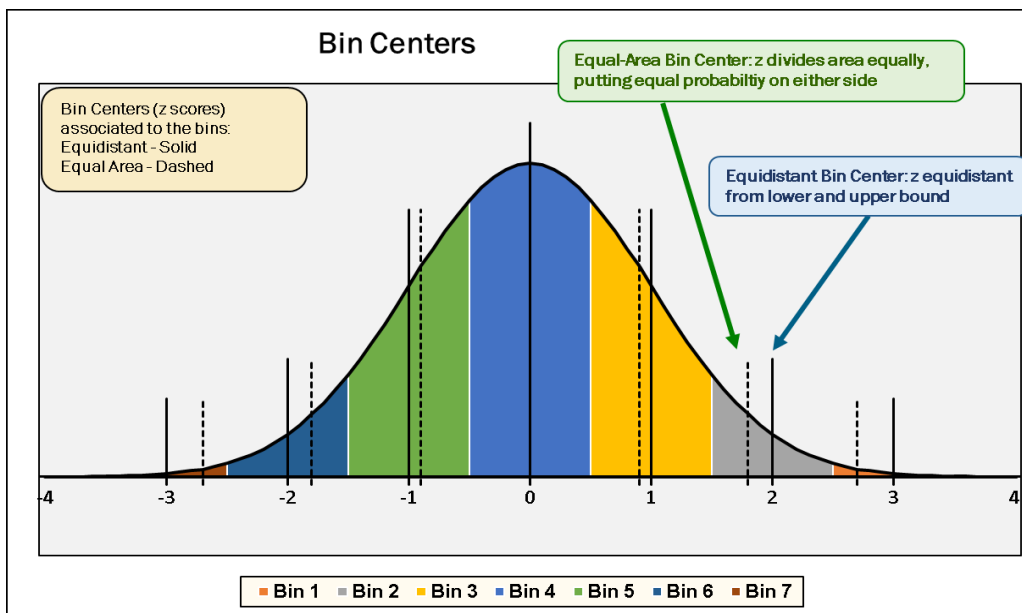 Bin Centers
Equal-Area Bin Center: z divides area equally,
putting equal probabiltiy on either side
Bin Centers (z scores)
associated to the bins:
Equidistant - Solid
Equal Area - Dashed
Equidistant Bin Center: z equidistant
from lower and upper bound
-4 -3 -2 -1 0 1 2 3 4
Bin 1 Bin 2 Bin 3 Bin 4 Bin 5 Bin 6 Bin 7